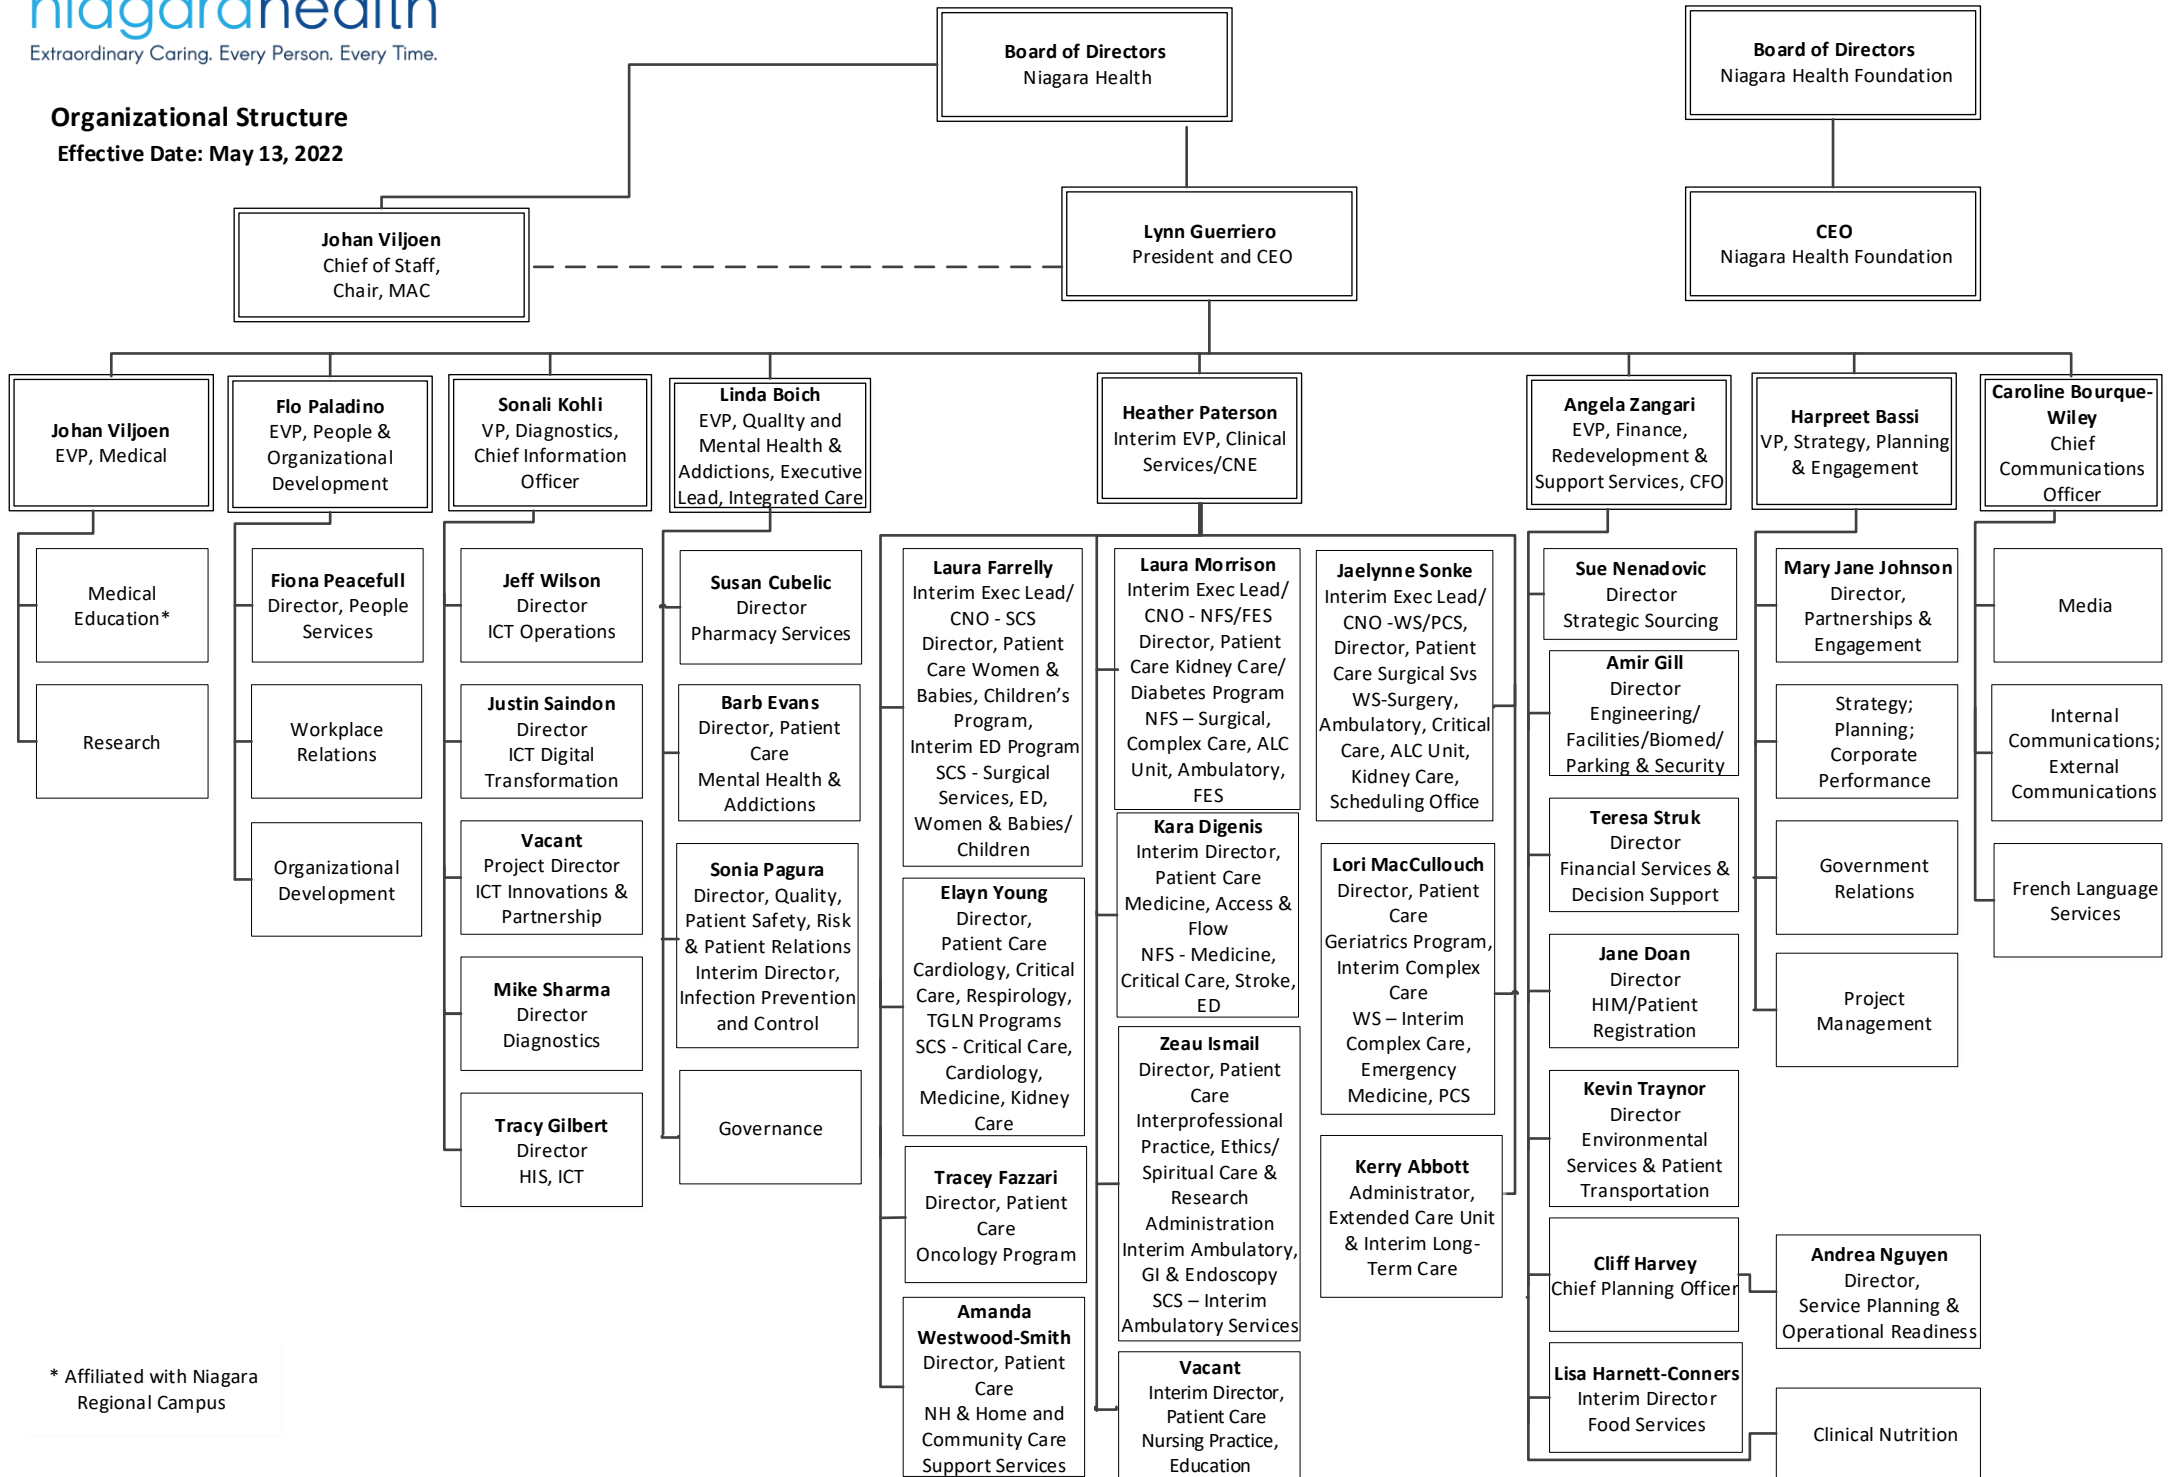 niagarahealth
Extraordinary Caring. Every Person. Every Time.
Organizational Structure
Effective Date: May 13, 2022
Board of Directors
Niagara Health
Board of Directors
Niagara Health Foundation
Johan Viljoen
Chief of Staff,
Chair, MAC
Lynn Guerriero
President and CEO
CEO
Niagara Health Foundation
Johan Viljoen
EVP, Medical
Flo Paladino
EVP, People &
Organizational
Development
Sonali Kohli
VP, Diagnostics,
Chief Information
Officer
Linda Boich
EVP, QualIty and
Mental Health &
Addictions, Executive
Lead, Integrated Care
Heather Paterson
Interim EVP, Clinical
Services/CNE
Angela Zangari
EVP, Finance,
Redevelopment &
Support Services, CFO
Harpreet Bassi
VP, Strategy, Planning
& Engagement
Caroline Bourque-
Wiley
Chief
Communications
Officer
Medical
Education*
Research
Fiona Peacefull
Director, People
Services
Workplace
Relations
Organizational
Development
Jeff Wilson
Director
ICT Operations
Justin Saindon
Director
ICT Digital
Transformation
Vacant
Project Director
ICT Innovations &
Partnership
Mike Sharma
Director
Diagnostics
Tracy Gilbert
Director
HIS, ICT
Susan Cubelic
Director
Pharmacy Services
Barb Evans
Director, Patient
Care
Mental Health &
Addictions
Sonia Pagura
Director, Quality,
Patient Safety, Risk
& Patient Relations
Interim Director,
Infection Prevention
and Control
Governance
Laura Farrelly
Interim Exec Lead/
CNO - SCS
Director, Patient
Care Women &
Babies, Children's
Program,
Interim ED Program
SCS - Surgical
Services, ED,
Women & Babies/
Children
Elayn Young
Director,
Patient Care
Cardiology, Critical
Care, Respirology,
TGLN Programs
SCS - Critical Care,
Cardiology,
Medicine, Kidney
Care
Tracey Fazzari
Director, Patient
Care
Oncology Program
Amanda
Westwood-Smith
Director, Patient
Care
NH & Home and
Community Care
Support Services
Laura Morrison
Interim Exec Lead/
CNO - NFS/FES
Director, Patient
Care Kidney Care/
Diabetes Program
NFS – Surgical,
Complex Care, ALC
Unit, Ambulatory,
FES
Kara Digenis
Interim Director,
Patient Care
Medicine, Access &
Flow
NFS - Medicine,
Critical Care, Stroke,
ED
Zeau Ismail
Director, Patient
Care
Interprofessional
Practice, Ethics/
Spiritual Care &
Research
Administration
Interim Ambulatory,
GI & Endoscopy
SCS – Interim
Ambulatory Services
Vacant
Interim Director,
Patient Care
Nursing Practice,
Education
Jaelynne Sonke
Interim Exec Lead/
CNO -WS/PCS,
Director, Patient
Care Surgical Svs
WS-Surgery,
Ambulatory, Critical
Care, ALC Unit,
Kidney Care,
Scheduling Office
Lori MacCullouch
Director, Patient
Care
Geriatrics Program,
Interim Complex
Care
WS – Interim
Complex Care,
Emergency
Medicine, PCS
Kerry Abbott
Administrator,
Extended Care Unit
& Interim Long-
Term Care
Sue Nenadovic
Director
Strategic Sourcing
Amir Gill
Director
Engineering/
Facilities/Biomed/
Parking & Security
Teresa Struk
Director
Financial Services &
Decision Support
Jane Doan
Director
HIM/Patient
Registration
Kevin Traynor
Director
Environmental
Services & Patient
Transportation
Cliff Harvey
Chief Planning Officer
Lisa Harnett-Conners
Interim Director
Food Services
Mary Jane Johnson
Director,
Partnerships &
Engagement
Strategy;
Planning;
Corporate
Performance
Government
Relations
Project
Management
Andrea Nguyen
Director,
Service Planning &
Operational Readiness
Clinical Nutrition
Media
Internal
Communications;
External
Communications
French Language
Services
* Affiliated with Niagara
Regional Campus